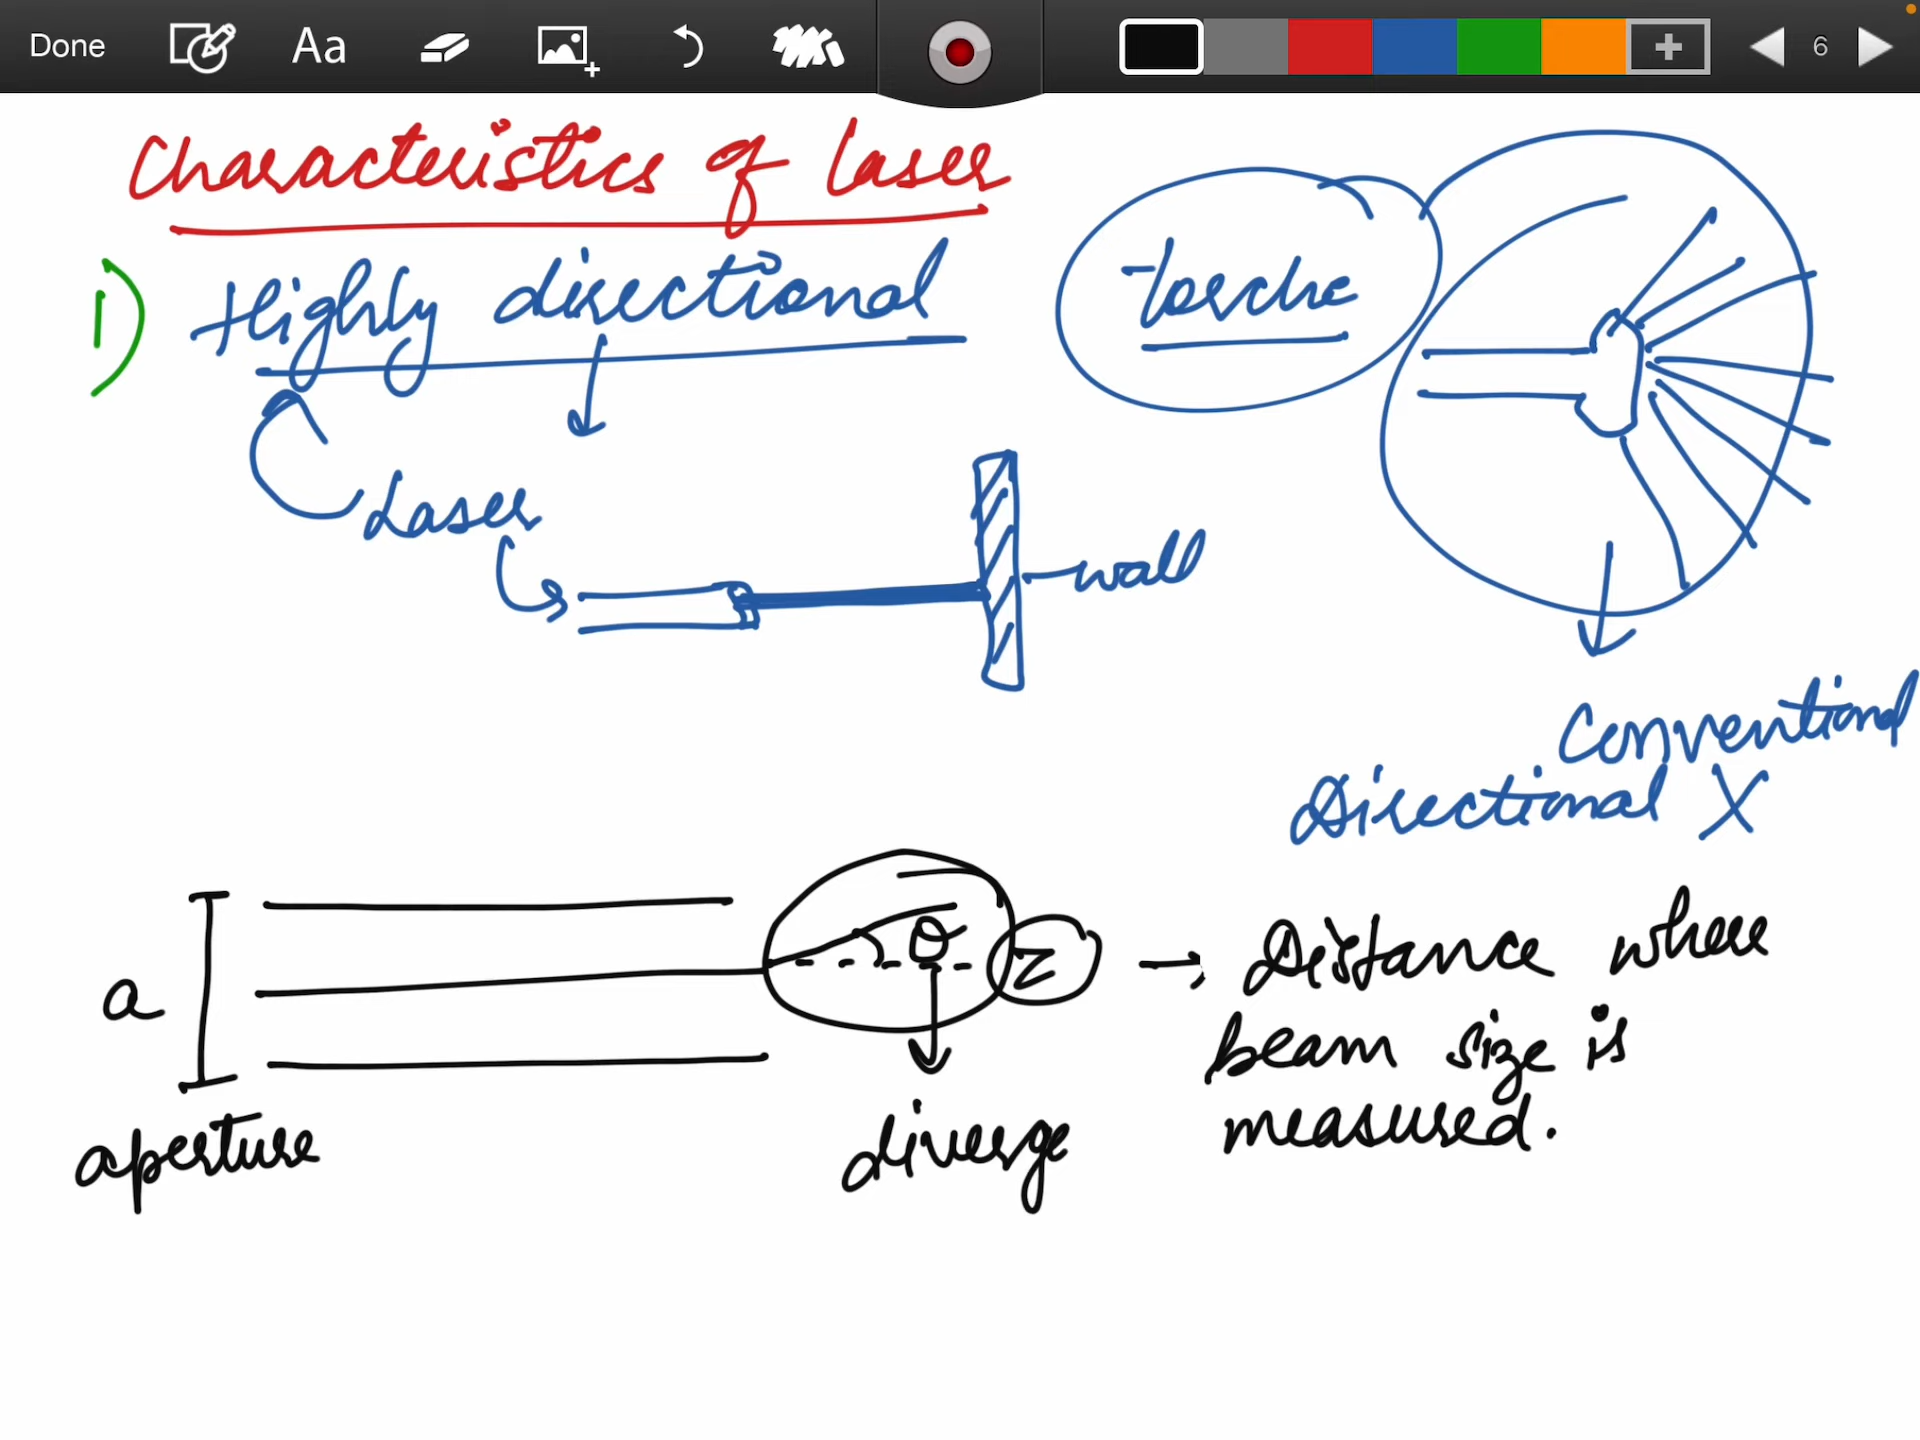 Done Aa 6
Characteristics of laser
1) Highly directional
Torche
Laser
wall
Conventional
Directional X
a
θ
Z → Distance where
beam size is
measured.
aperture
diverge